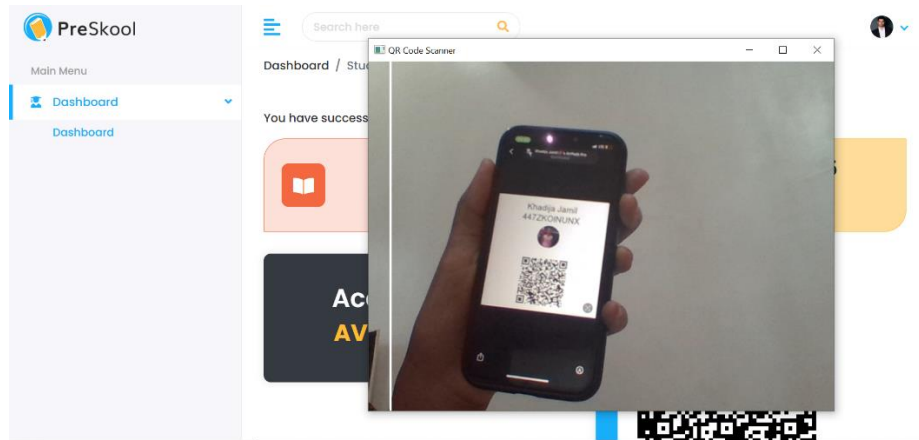 PreSkool
Search here
QR Code Scanner
Main Menu
Dashboard / Stu
Dashboard
You have success
Dashboard
Khadija Jamil
447ZKOINUNX
Acc
AV